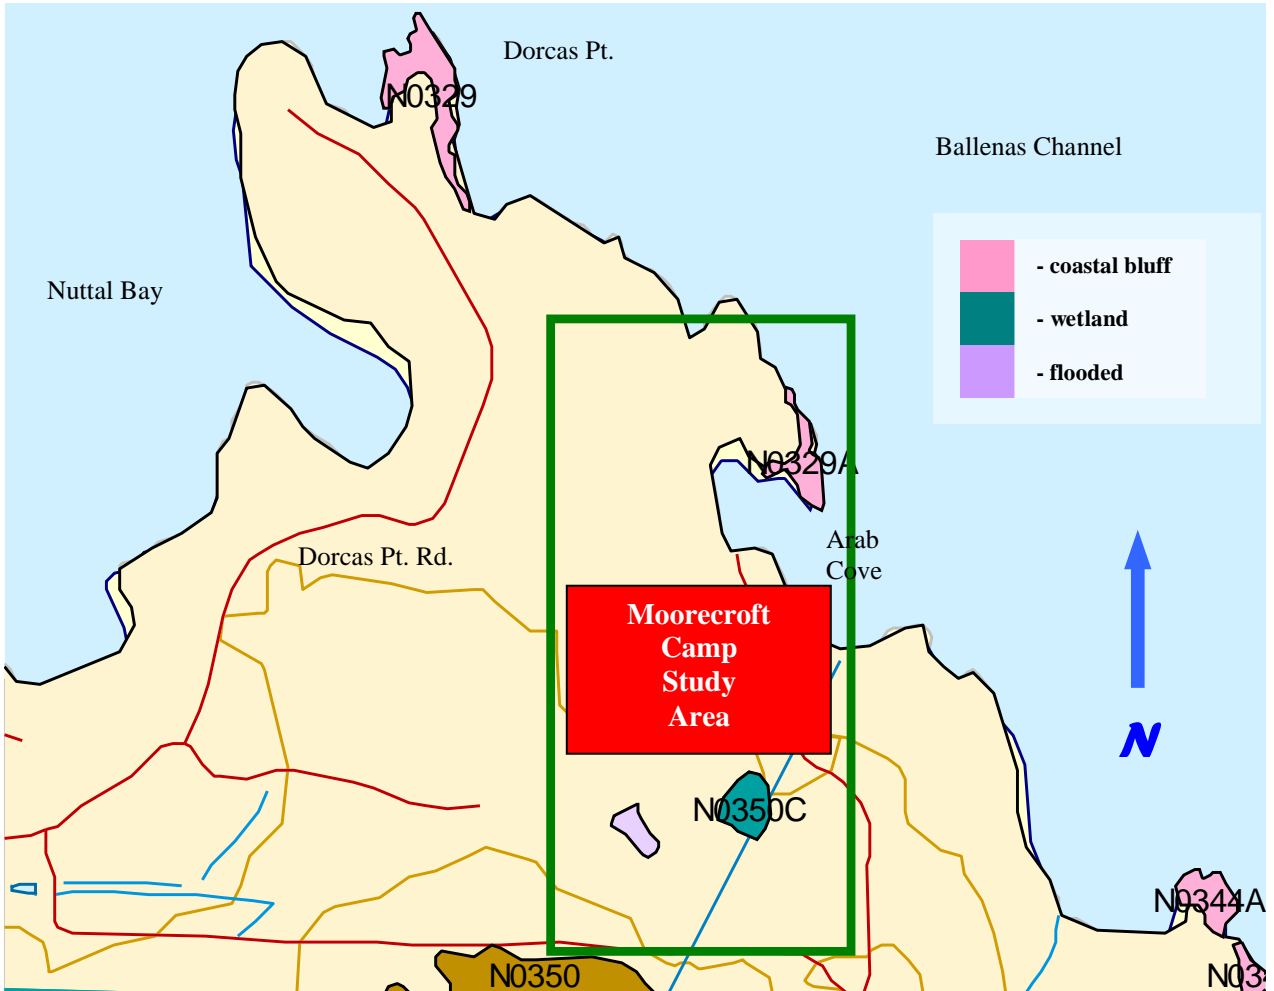 Dorcas Pt.
N0329
Ballenas Channel
- coastal bluff
Nuttal Bay
- wetland
- flooded
N0329A
Arab
Cove
Dorcas Pt. Rd.
Moorecroft
Camp
Study
Area
N
N0350C
N0344A
N0350